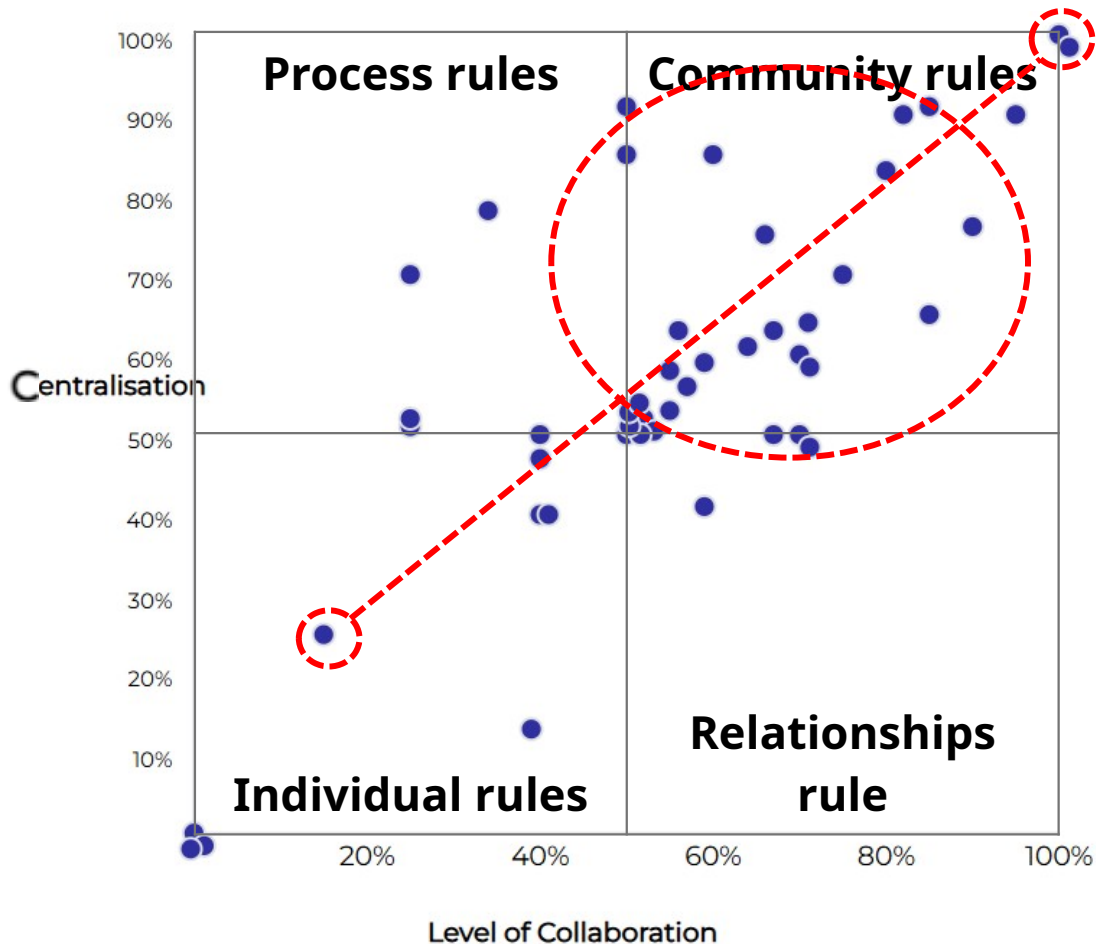 100%
Process rules
Community rules
90%
80%
70%
60%
Centralisation
50%
40%
30%
20%
Relationships
rule
10%
Individual rules
20%
40%
60%
80%
100%
Level of Collaboration